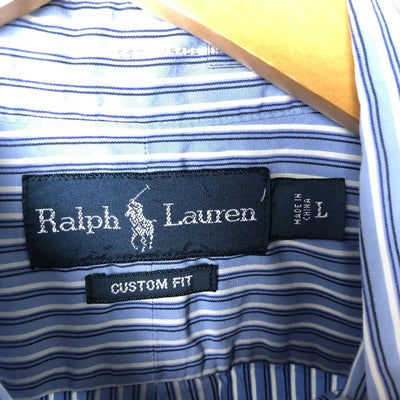 Ralph Lauren
CUSTOM FIT
MADE IN
CHINA
L